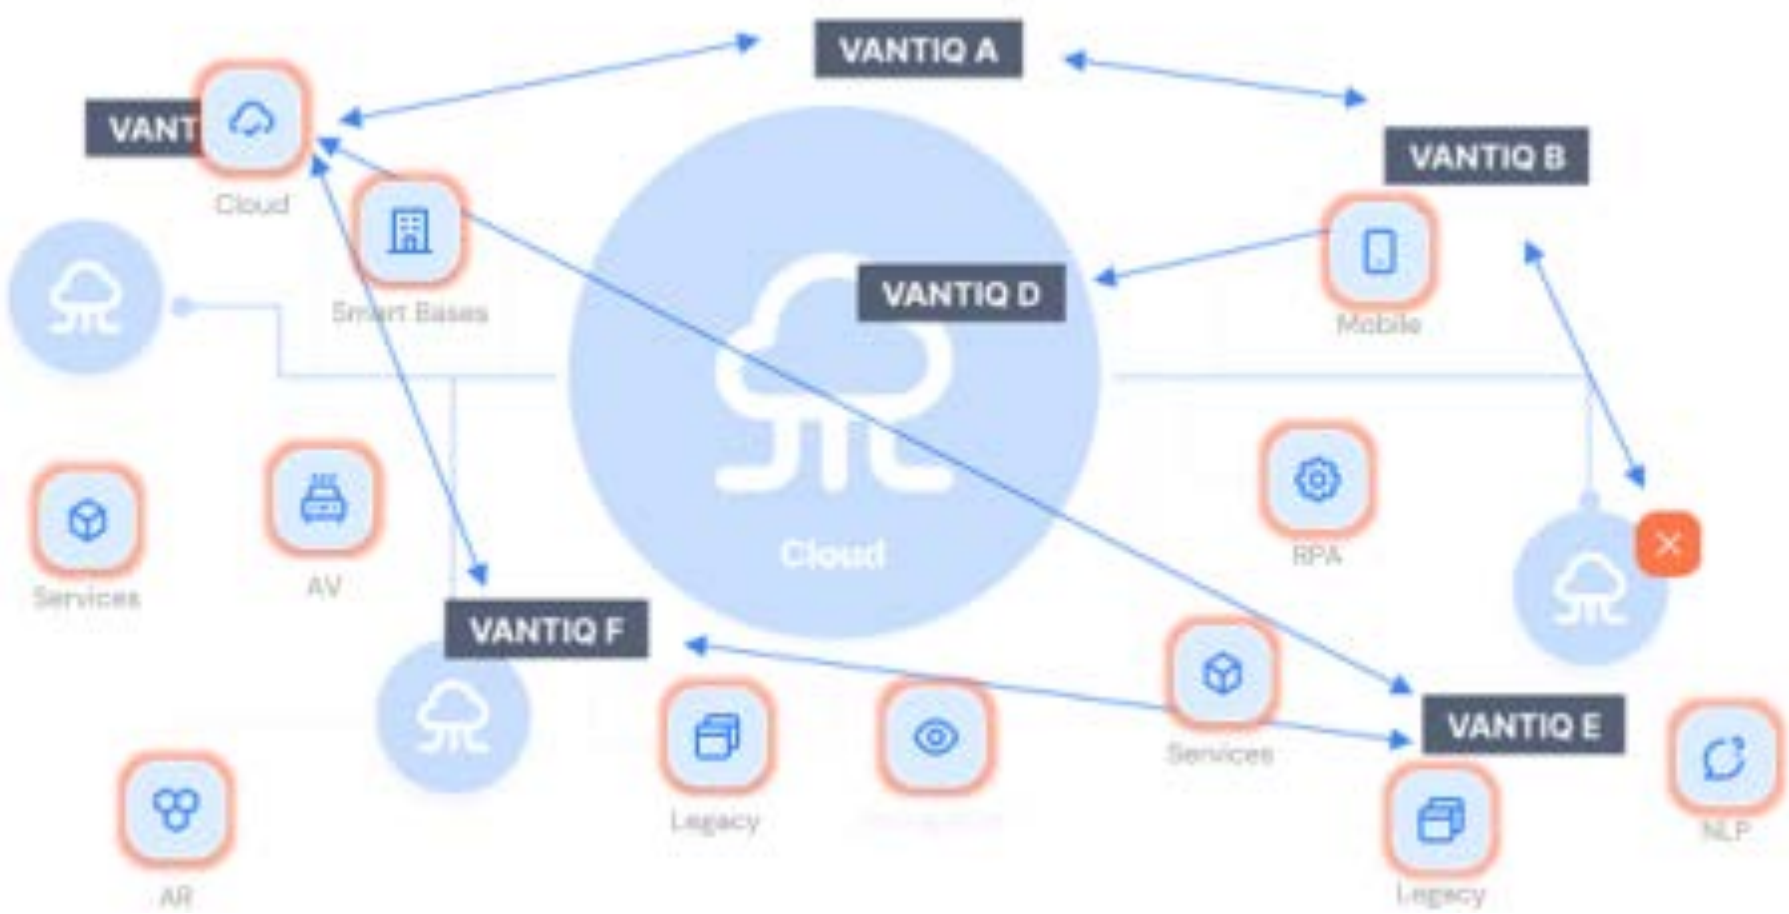 VANTIQ A
VANT
VANTIQ B
Cloud
VANTIQ D
Smart Bases
Mobile
Cloud
RPA
AV
Services
VANTIQ F
VANTIQ E
Services
Legacy
NLP
Legacy
AR